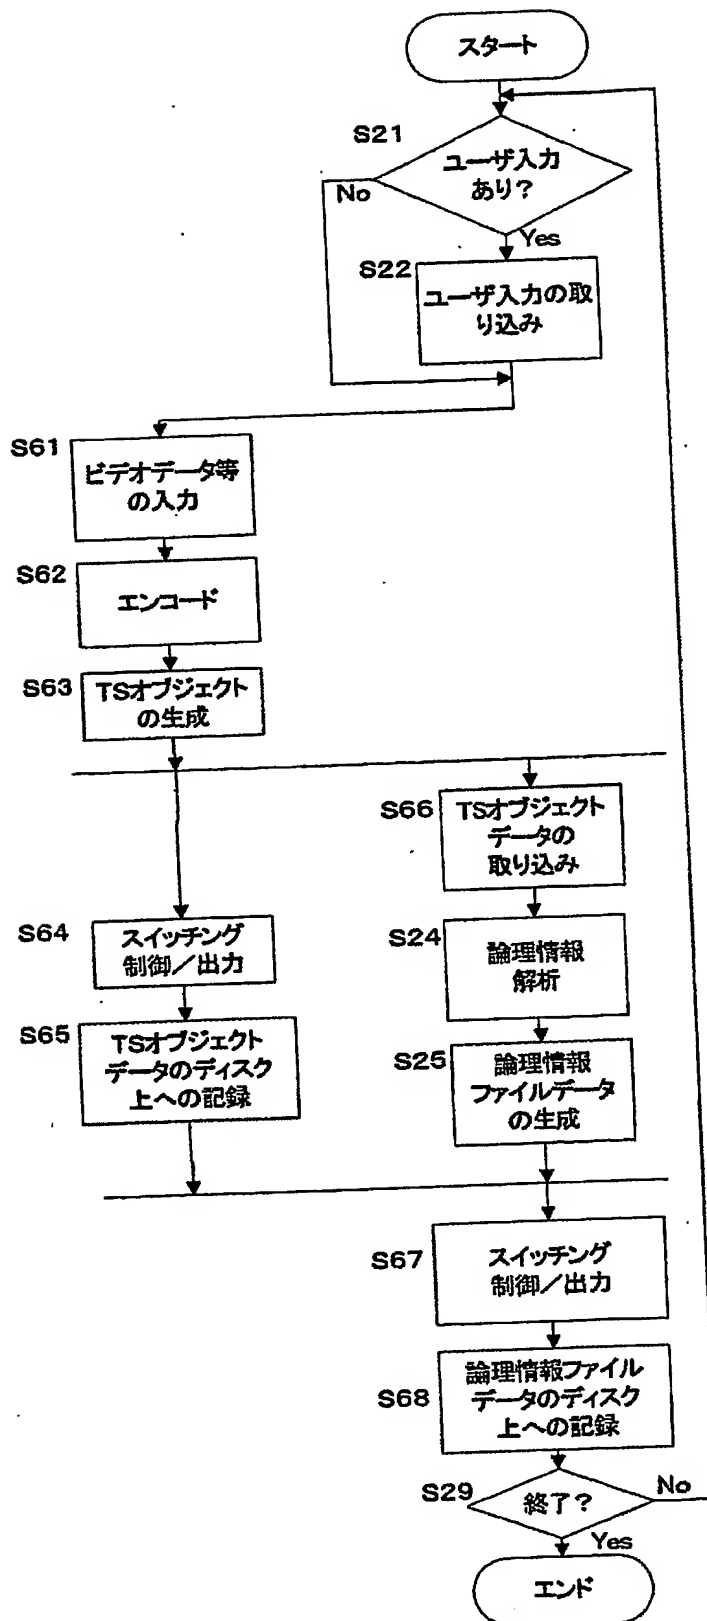 スタート
S21
ユーザ入力
あり?
No
Yes
S22
ユーザ入力の取
り込み
S61
ビデオデータ等
の入力
S62
エンコード
S63
TSオブジェクト
の生成
S66
TSオブジェクト
データの
取り込み
S64
スイッチング
制御/出力
S24
論理情報
解析
S65
TSオブジェクト
データのディスク
上への記録
S25
論理情報
ファイルデータ
の生成
S67
スイッチング
制御/出力
S68
論理情報ファイル
データのディスク
上への記録
S29
終了?
No
Yes
エンド